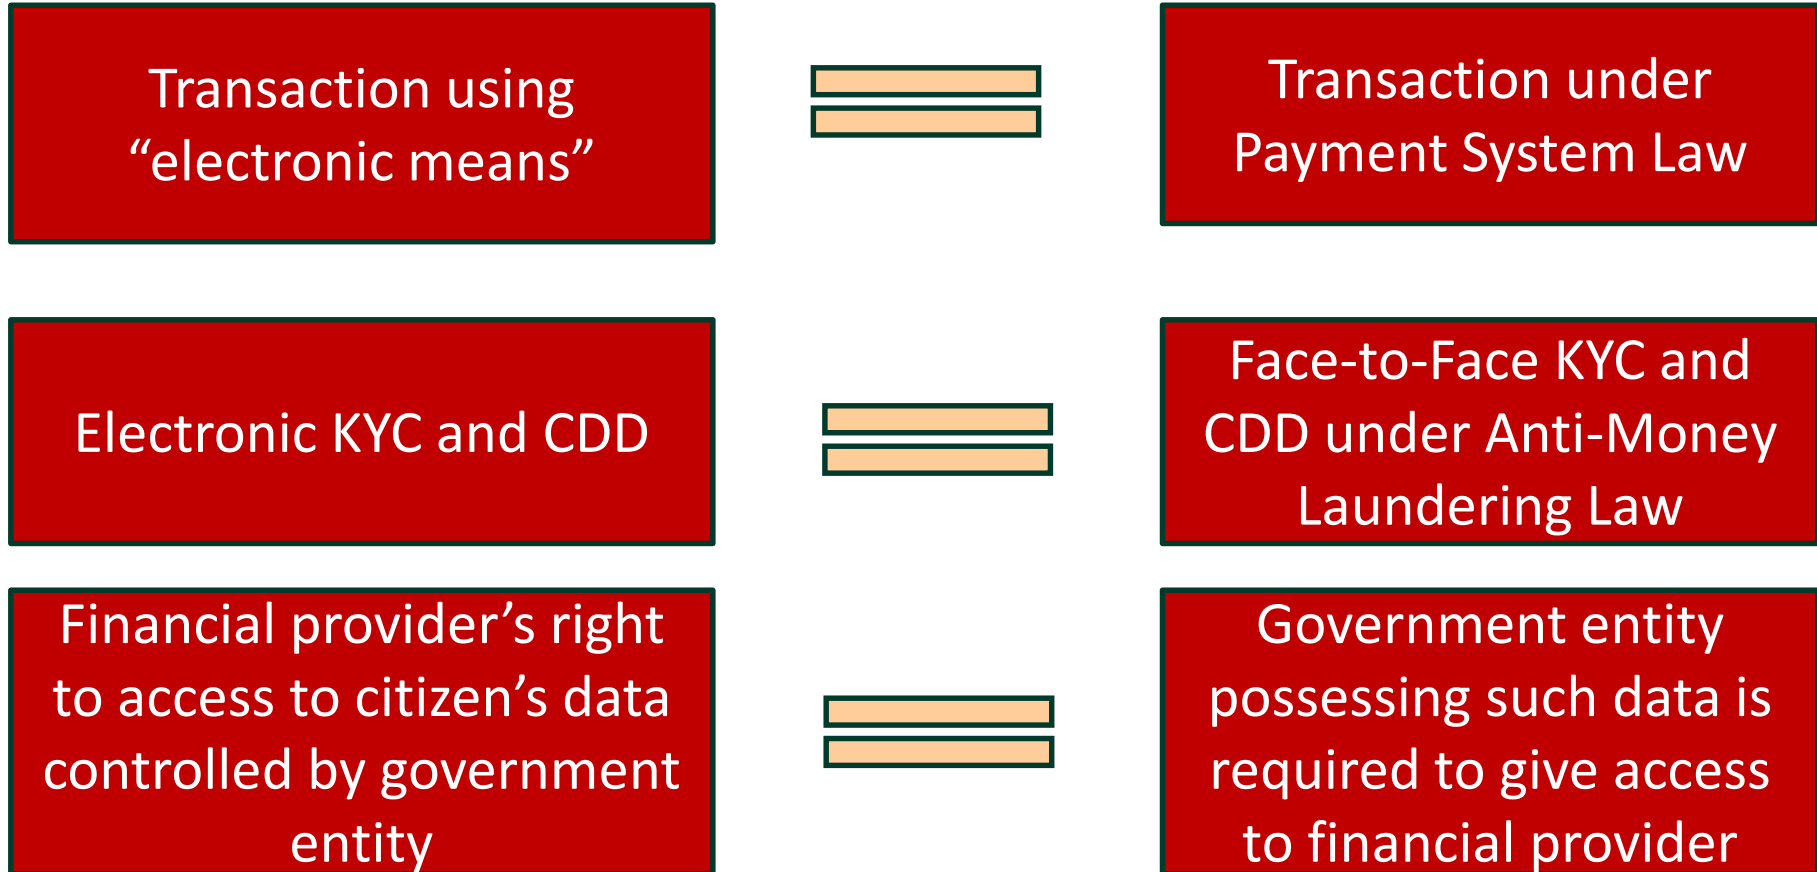 Transaction using
“electronic means”
Transaction under
Payment System Law
Electronic KYC and CDD
Face-to-Face KYC and
CDD under Anti-Money
Laundering Law
Financial provider’s right
to access to citizen’s data
controlled by government
entity
Government entity
possessing such data is
required to give access
to financial provider